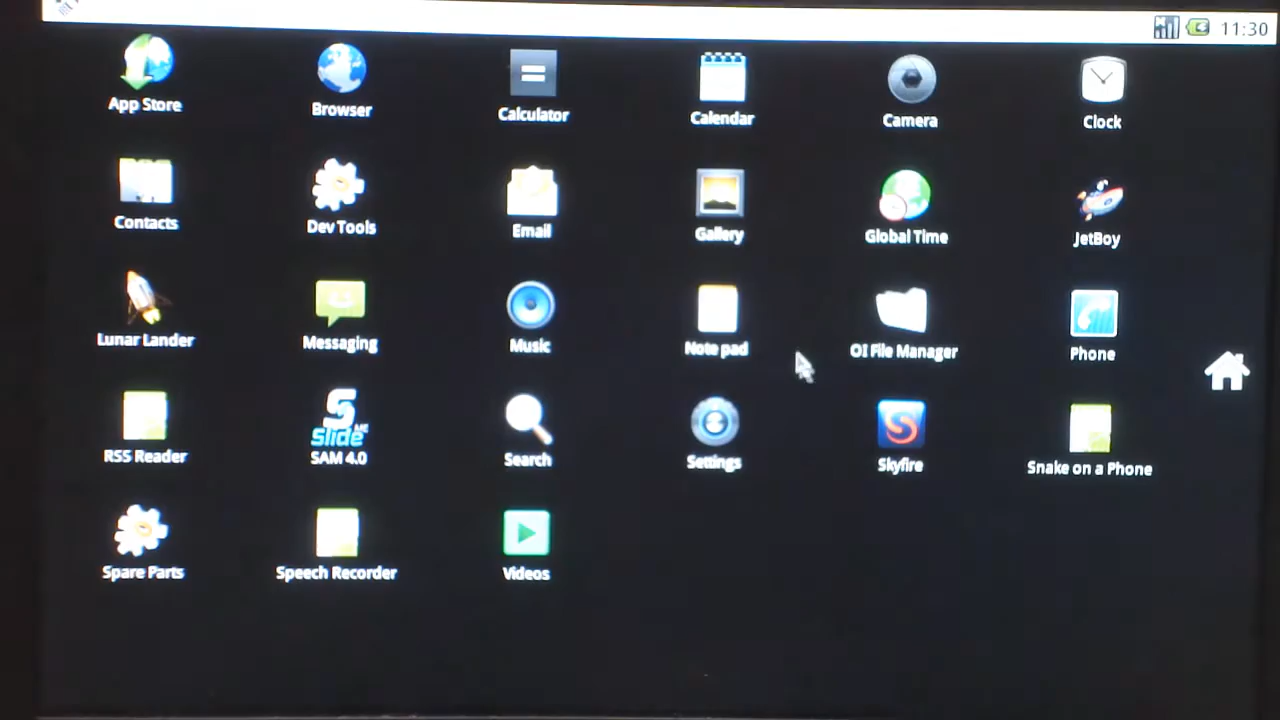 11:30
App Store
Browser
Calculator
Calendar
Camera
Clock
Contacts
Dev Tools
Email
Gallery
Global Time
JetBoy
Lunar Lander
Messaging
Music
Note pad
OI File Manager
Phone
RSS Reader
Slide
SAM 4.0
Search
Settings
Skyfire
Snake on a Phone
Spare Parts
Speech Recorder
Videos